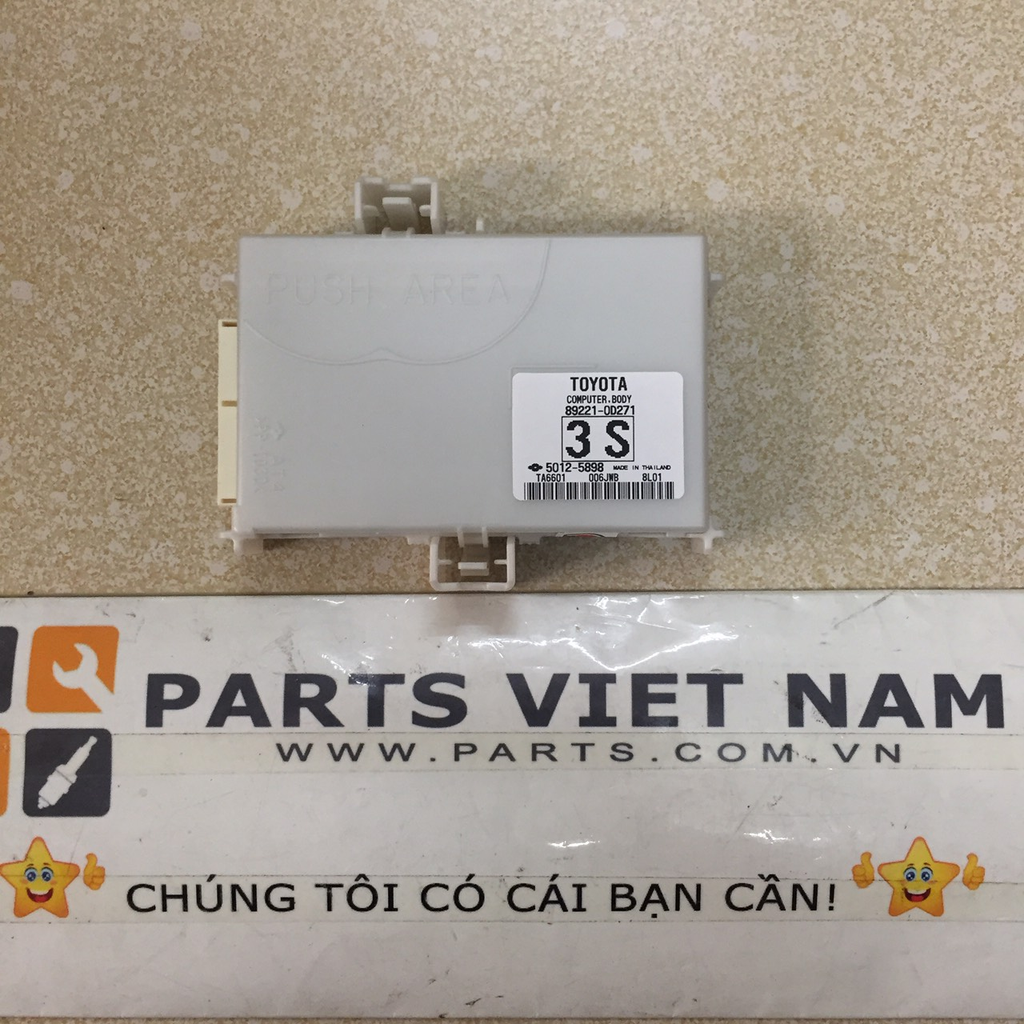 PUSH AREA
TOYOTA
COMPUTER.BODY
89221-0D271
3 S
5012-5898 MADE IN THAILAND
TA6601 006JWB 8L01
PARTS VIET NAM
WWW.PARTS.COM.VN
CHÚNG TÔI CÓ CÁI BẠN CẦN!